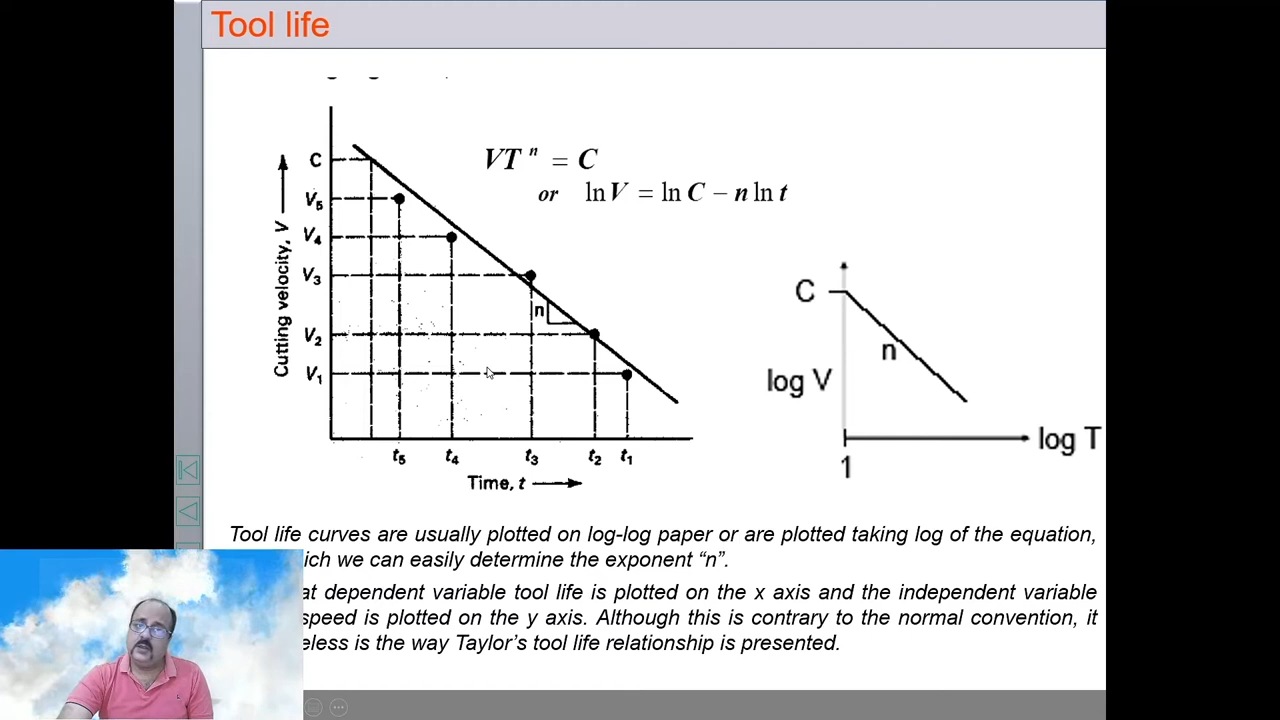 Tool life
VT^n = C
or ln V = ln C − n ln t
C
V₅
V₄
V₃
V₂
V₁
Cutting velocity, V
n
t₅ t₄ t₃ t₂ t₁
Time, t
C
n
log V
log T
1
Tool life curves are usually plotted on log-log paper or are plotted taking log of the equation,
we can easily determine the exponent “n”.
dependent variable tool life is plotted on the x axis and the independent variable
speed is plotted on the y axis. Although this is contrary to the normal convention, it
is the way Taylor’s tool life relationship is presented.